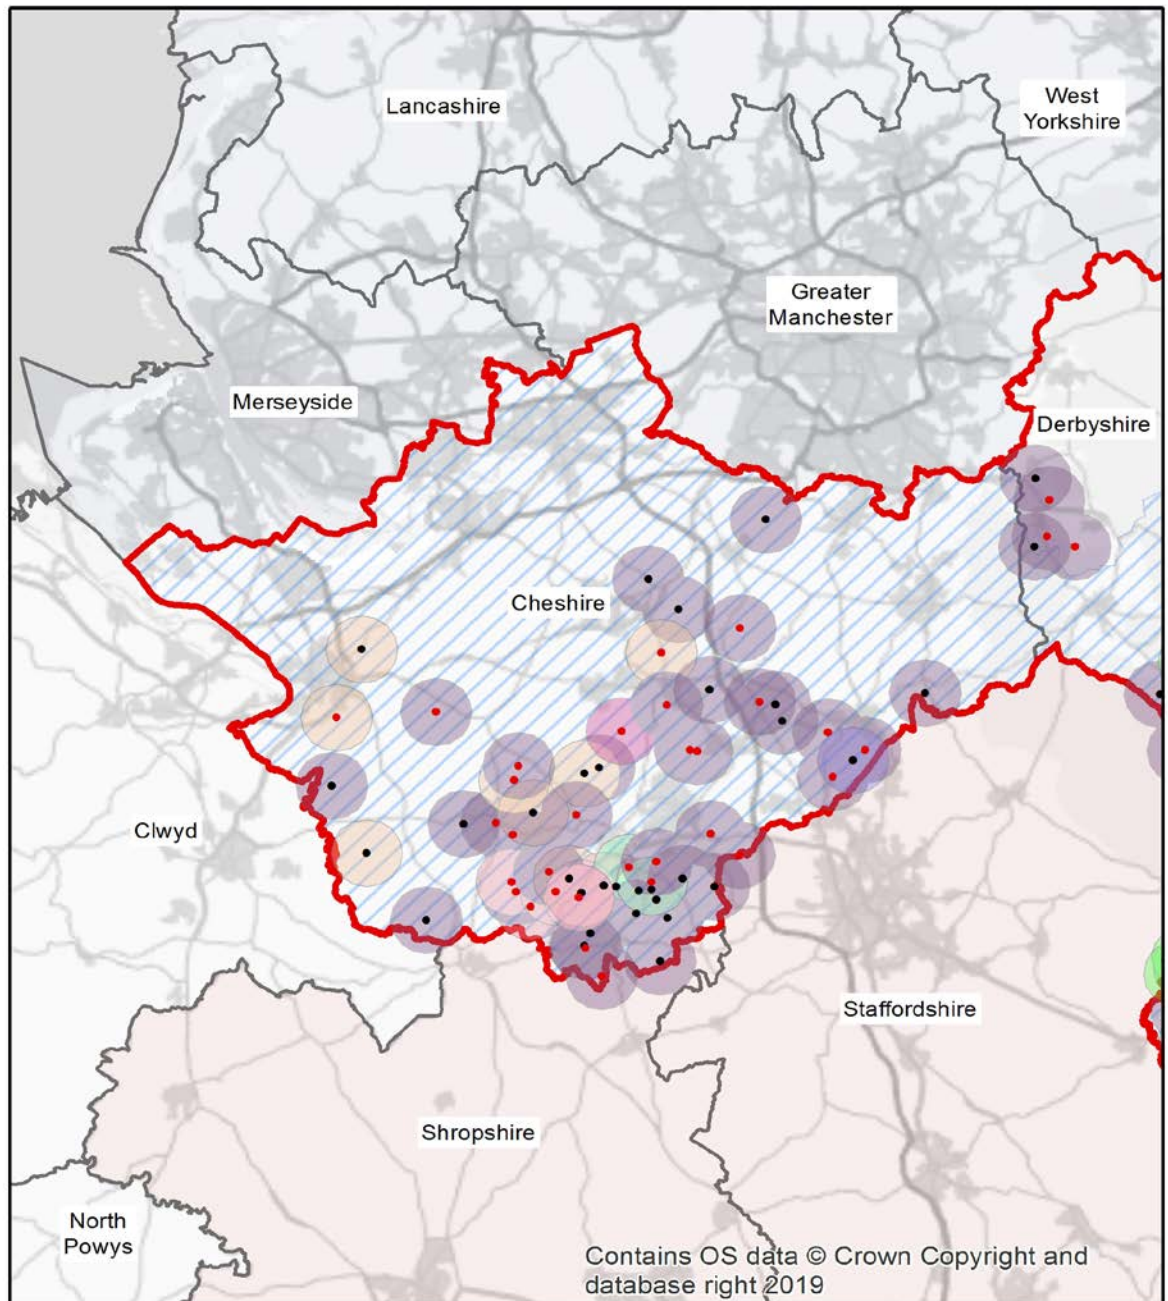 Lancashire
West
Yorkshire
Greater
Manchester
Merseyside
Derbyshire
Cheshire
Clwyd
Staffordshire
Shropshire
North
Powys
Contains OS data © Crown Copyright and
database right 2019